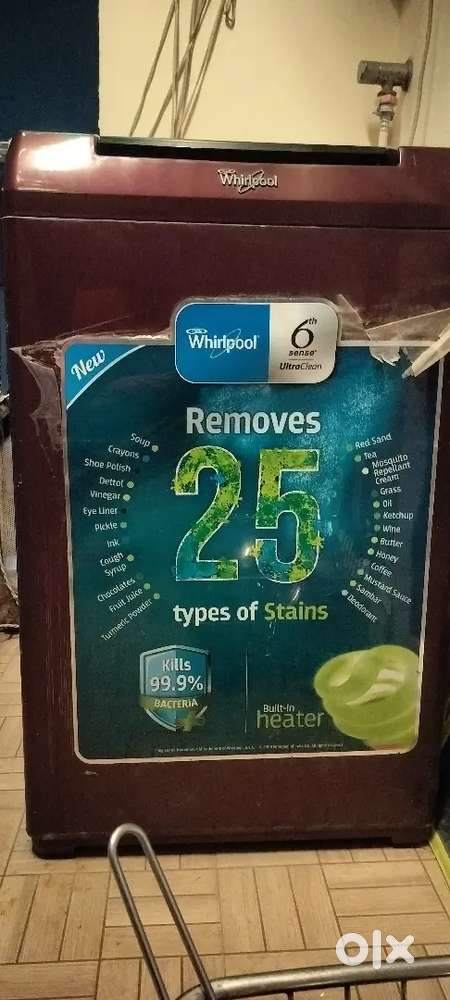 Whirlpool
New
Whirlpool
6th
sense
UltraClean
Removes
25
types of Stains
Soup
Crayons
Shoe Polish
Dettol
Vinegar
Eye Liner
Pickle
Ink
Cough
Syrup
Chocolates
Fruit Juice
Turmeric Powder
Red Sand
Tea
Mosquito
Repellant
Cream
Grass
Oil
Ketchup
Wine
Butter
Honey
Coffee
Mustard Sauce
Sambar
Deodorant
Kills
99.9%
BACTERIA
Built-In
heater
olx